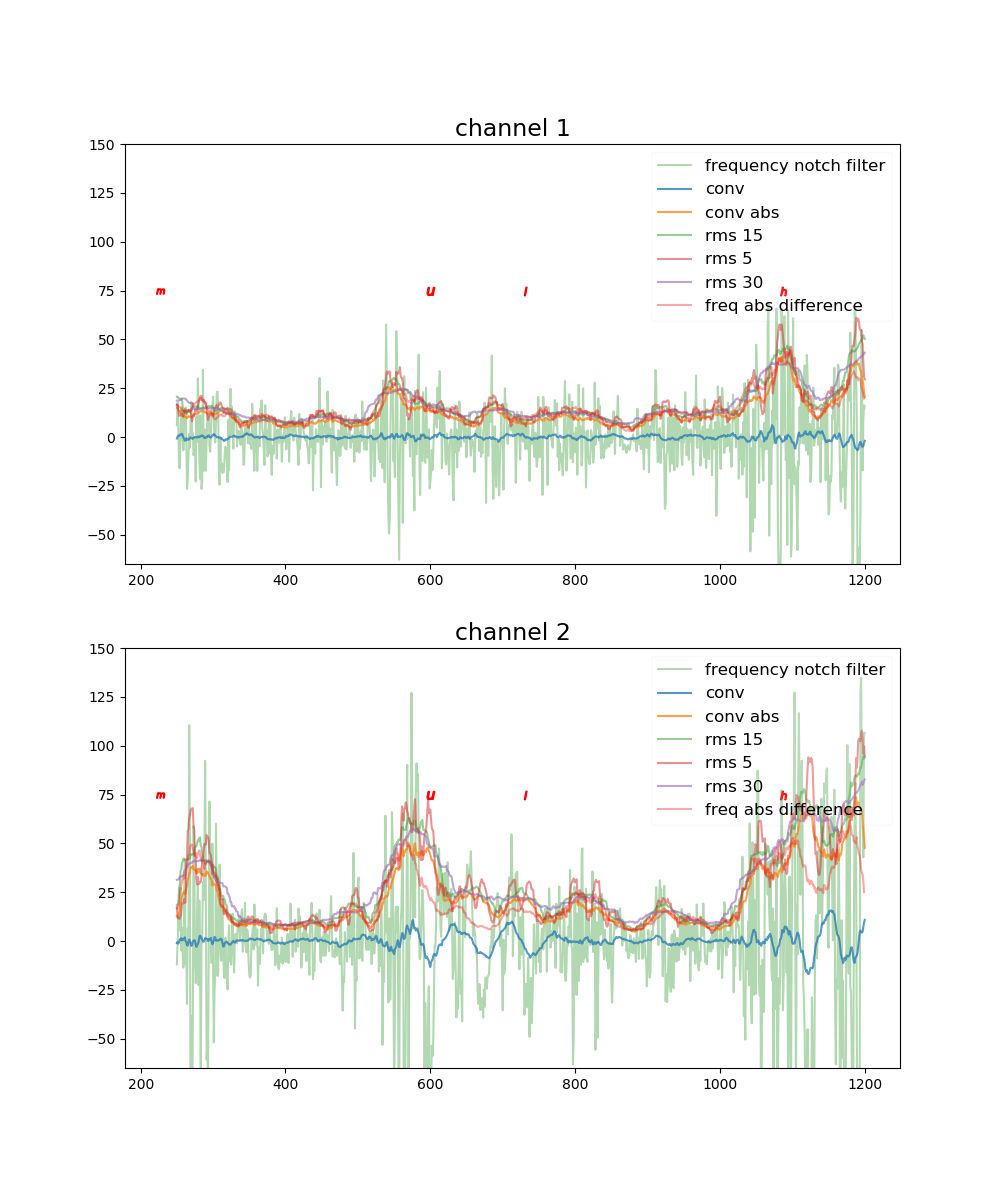 channel 1
150
125
100
75
50
25
0
−25
−50
frequency notch filter
conv
conv abs
rms 15
rms 5
rms 30
freq abs difference
m u l h
200 400 600 800 1000 1200
channel 2
150
125
100
75
50
25
0
−25
−50
frequency notch filter
conv
conv abs
rms 15
rms 5
rms 30
freq abs difference
m u l h
200 400 600 800 1000 1200